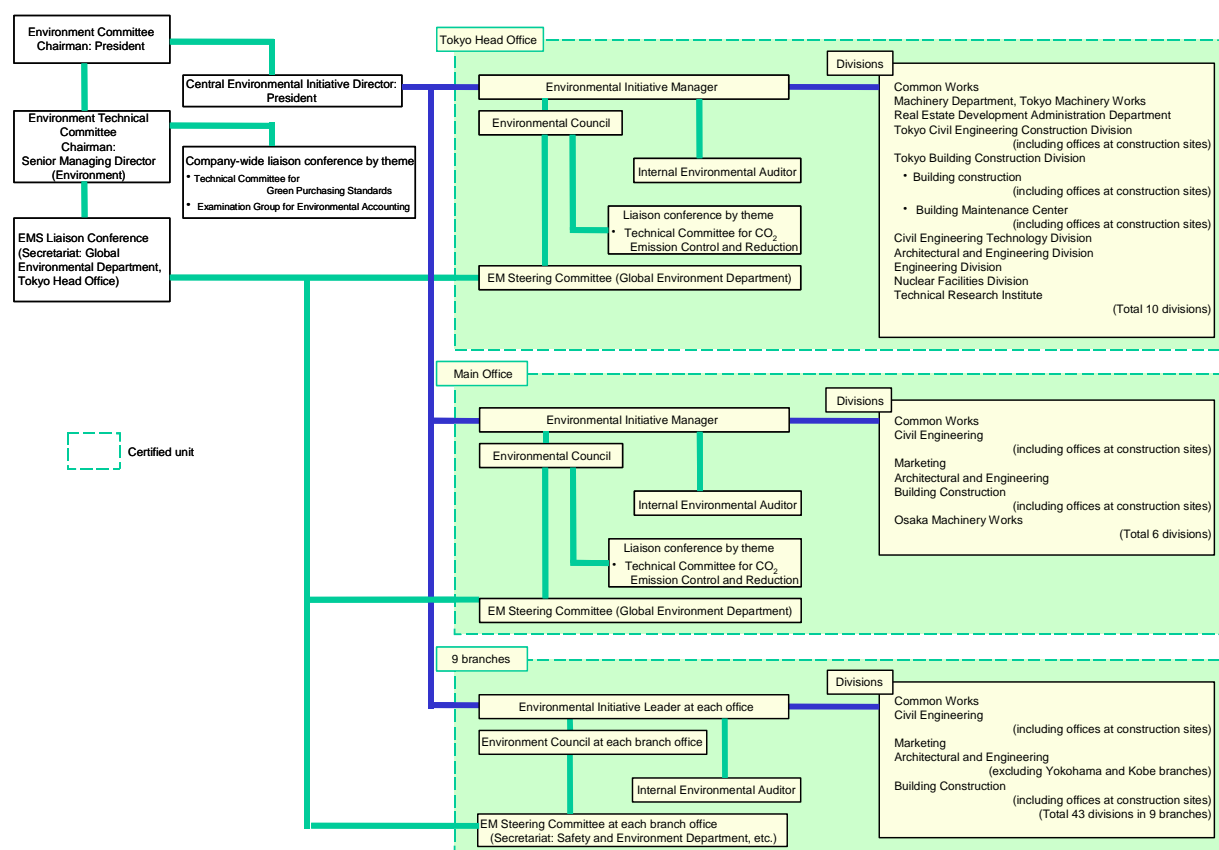 Environment Committee
Chairman: President
Central Environmental Initiative Director:
President
Environment Technical
Committee
Chairman:
Senior Managing Director
(Environment)
Company-wide liaison conference by theme
• Technical Committee for
Green Purchasing Standards
• Examination Group for Environmental Accounting
EMS Liaison Conference
(Secretariat: Global
Environmental Department,
Tokyo Head Office)
Certified unit
Tokyo Head Office
Environmental Initiative Manager
Environmental Council
Internal Environmental Auditor
Liaison conference by theme
• Technical Committee for CO2
Emission Control and Reduction
EM Steering Committee (Global Environment Department)
Divisions
Common Works
Machinery Department, Tokyo Machinery Works
Real Estate Development Administration Department
Tokyo Civil Engineering Construction Division
(including offices at construction sites)
Tokyo Building Construction Division
• Building construction
(including offices at construction sites)
• Building Maintenance Center
(including offices at construction sites)
Civil Engineering Technology Division
Architectural and Engineering Division
Engineering Division
Nuclear Facilities Division
Technical Research Institute
(Total 10 divisions)
Main Office
Environmental Initiative Manager
Environmental Council
Internal Environmental Auditor
Liaison conference by theme
• Technical Committee for CO2
Emission Control and Reduction
EM Steering Committee (Global Environment Department)
Divisions
Common Works
Civil Engineering
(including offices at construction sites)
Marketing
Architectural and Engineering
Building Construction
(including offices at construction sites)
Osaka Machinery Works
(Total 6 divisions)
9 branches
Environmental Initiative Leader at each office
Environment Council at each branch office
Internal Environmental Auditor
EM Steering Committee at each branch office
(Secretariat: Safety and Environment Department, etc.)
Divisions
Common Works
Civil Engineering
(including offices at construction sites)
Marketing
Architectural and Engineering
(excluding Yokohama and Kobe branches)
Building Construction
(including offices at construction sites)
(Total 43 divisions in 9 branches)